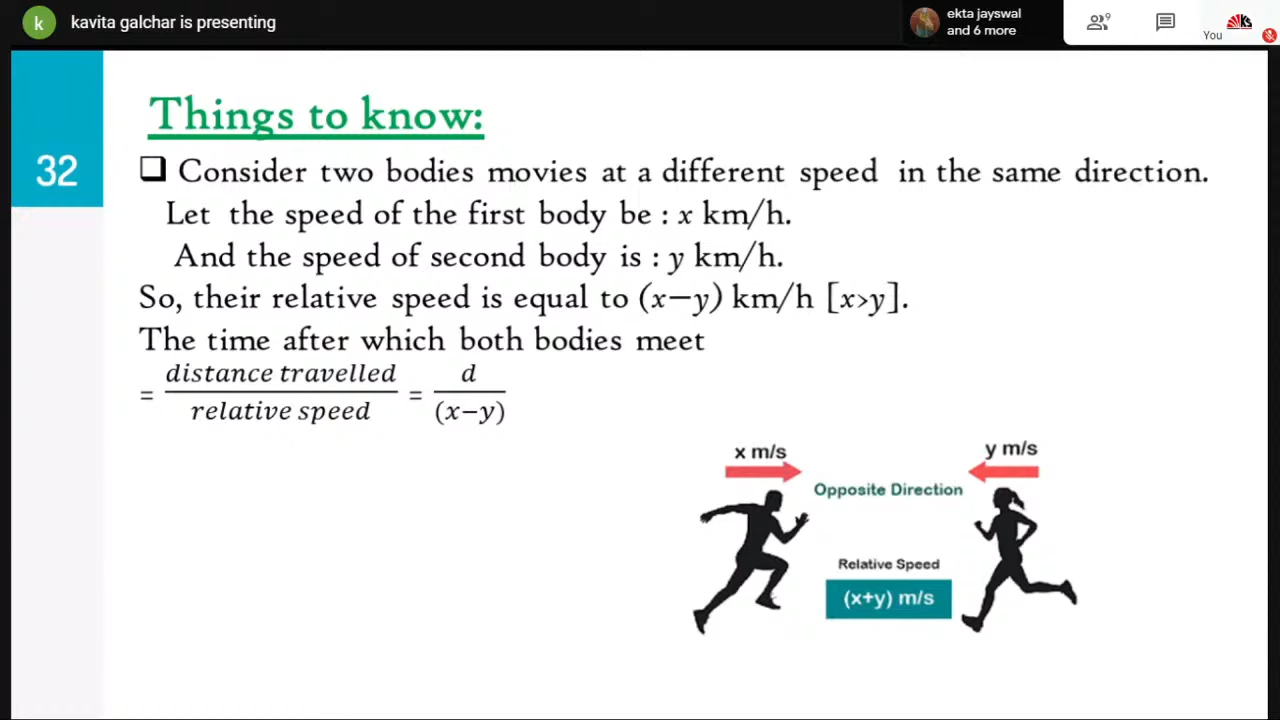 k
kavita galchar is presenting
ekta jayswal
and 6 more
9
ks
You
Things to know:
32
❑ Consider two bodies movies at a different speed in the same direction.
Let the speed of the first body be : x km/h.
And the speed of second body is : y km/h.
So, their relative speed is equal to (x−y) km/h [x>y].
The time after which both bodies meet
= distance travelled / relative speed = d / (x−y)
x m/s
y m/s
Opposite Direction
Relative Speed
(x+y) m/s